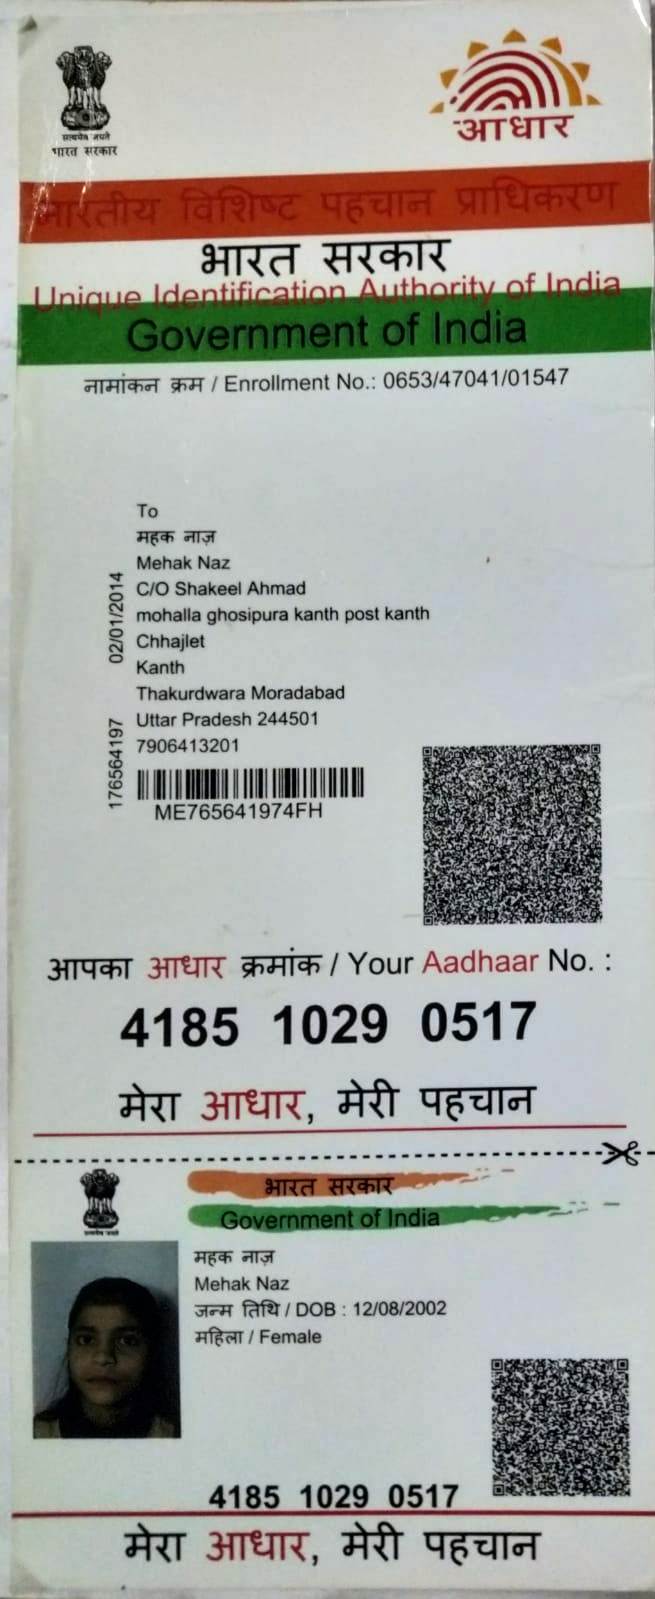 सत्यमेव जयते
भारत सरकार
आधार
भारतीय विशिष्ट पहचान प्राधिकरण
भारत सरकार
Unique Identification Authority of India
Government of India
नामांकन क्रम / Enrollment No.: 0653/47041/01547
To
महक नाज़
Mehak Naz
C/O Shakeel Ahmad
mohalla ghosipura kanth post kanth
Chhajlet
Kanth
Thakurdwara Moradabad
Uttar Pradesh 244501
7906413201
02/01/2014
176564197
ME765641974FH
आपका आधार क्रमांक / Your Aadhaar No. :
4185 1029 0517
मेरा आधार, मेरी पहचान
सत्यमेव जयते
भारत सरकार
Government of India
महक नाज़
Mehak Naz
जन्म तिथि / DOB : 12/08/2002
महिला / Female
4185 1029 0517
मेरा आधार, मेरी पहचान